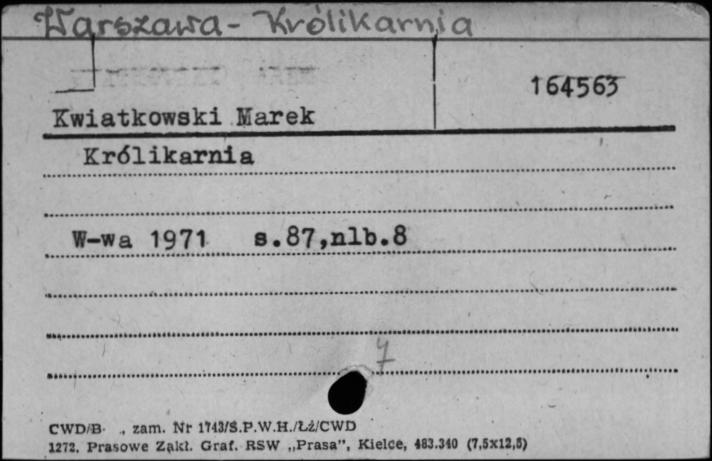 Warszawa - Królikarnia
164563
Kwiatkowski Marek
Królikarnia
W-wa 1971 s.87,nlb.8
7
CWD/B , zam. Nr 1743/S.P.W.H./Łź/CWD
1272. Prasowe Zakł. Graf. RSW „Prasa”, Kielce, 483.340 (7,5x12,5)